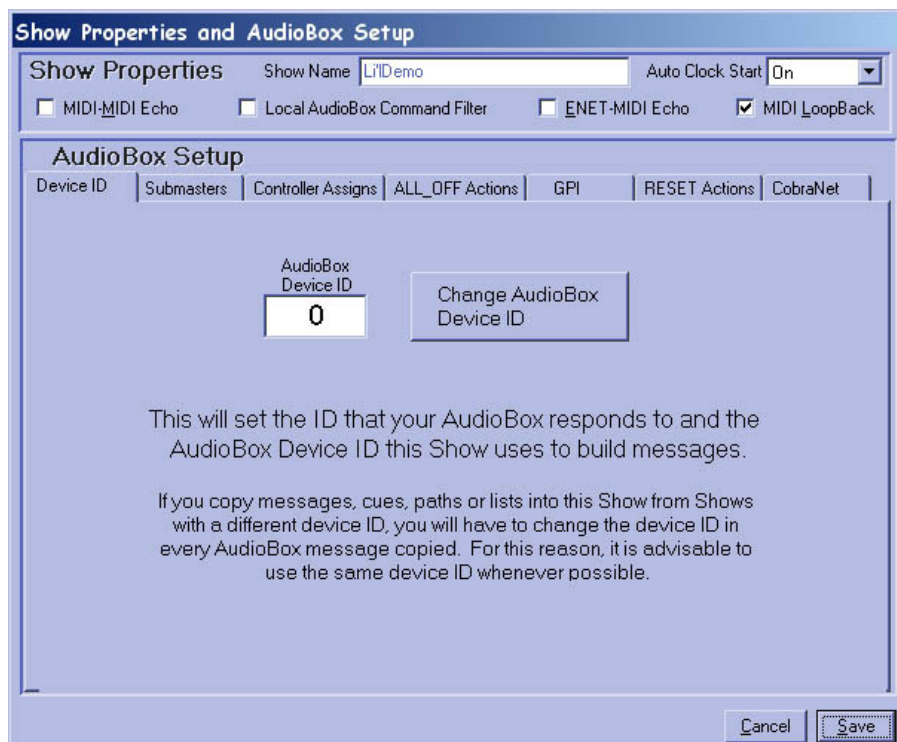 Show Properties and AudioBox Setup
Show Properties
Show Name Li'lDemo
Auto Clock Start On
MIDI-MIDI Echo
Local AudioBox Command Filter
ENET-MIDI Echo
MIDI LoopBack
AudioBox Setup
Device ID
Submasters
Controller Assigns
ALL_OFF Actions
GPI
RESET Actions
CobraNet
AudioBox
Device ID
0
Change AudioBox
Device ID
This will set the ID that your AudioBox responds to and the
AudioBox Device ID this Show uses to build messages.
If you copy messages, cues, paths or lists into this Show from Shows
with a different device ID, you will have to change the device ID in
every AudioBox message copied. For this reason, it is advisable to
use the same device ID whenever possible.
Cancel
Save